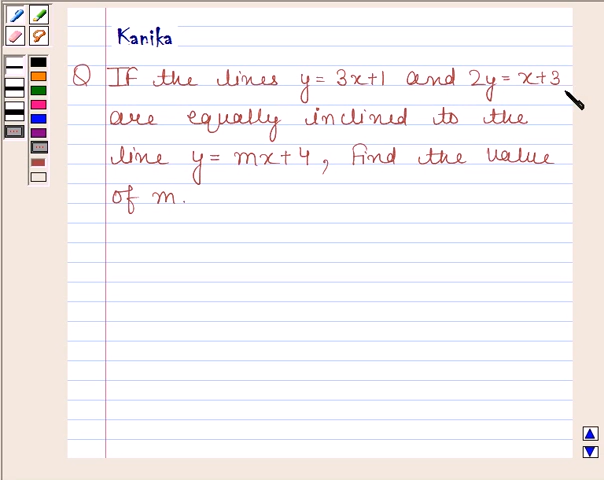 Kanika
Q If the lines y = 3x+1 and 2y = x+3
are equally inclined to the
line y = mx+4, Find the value
of m.